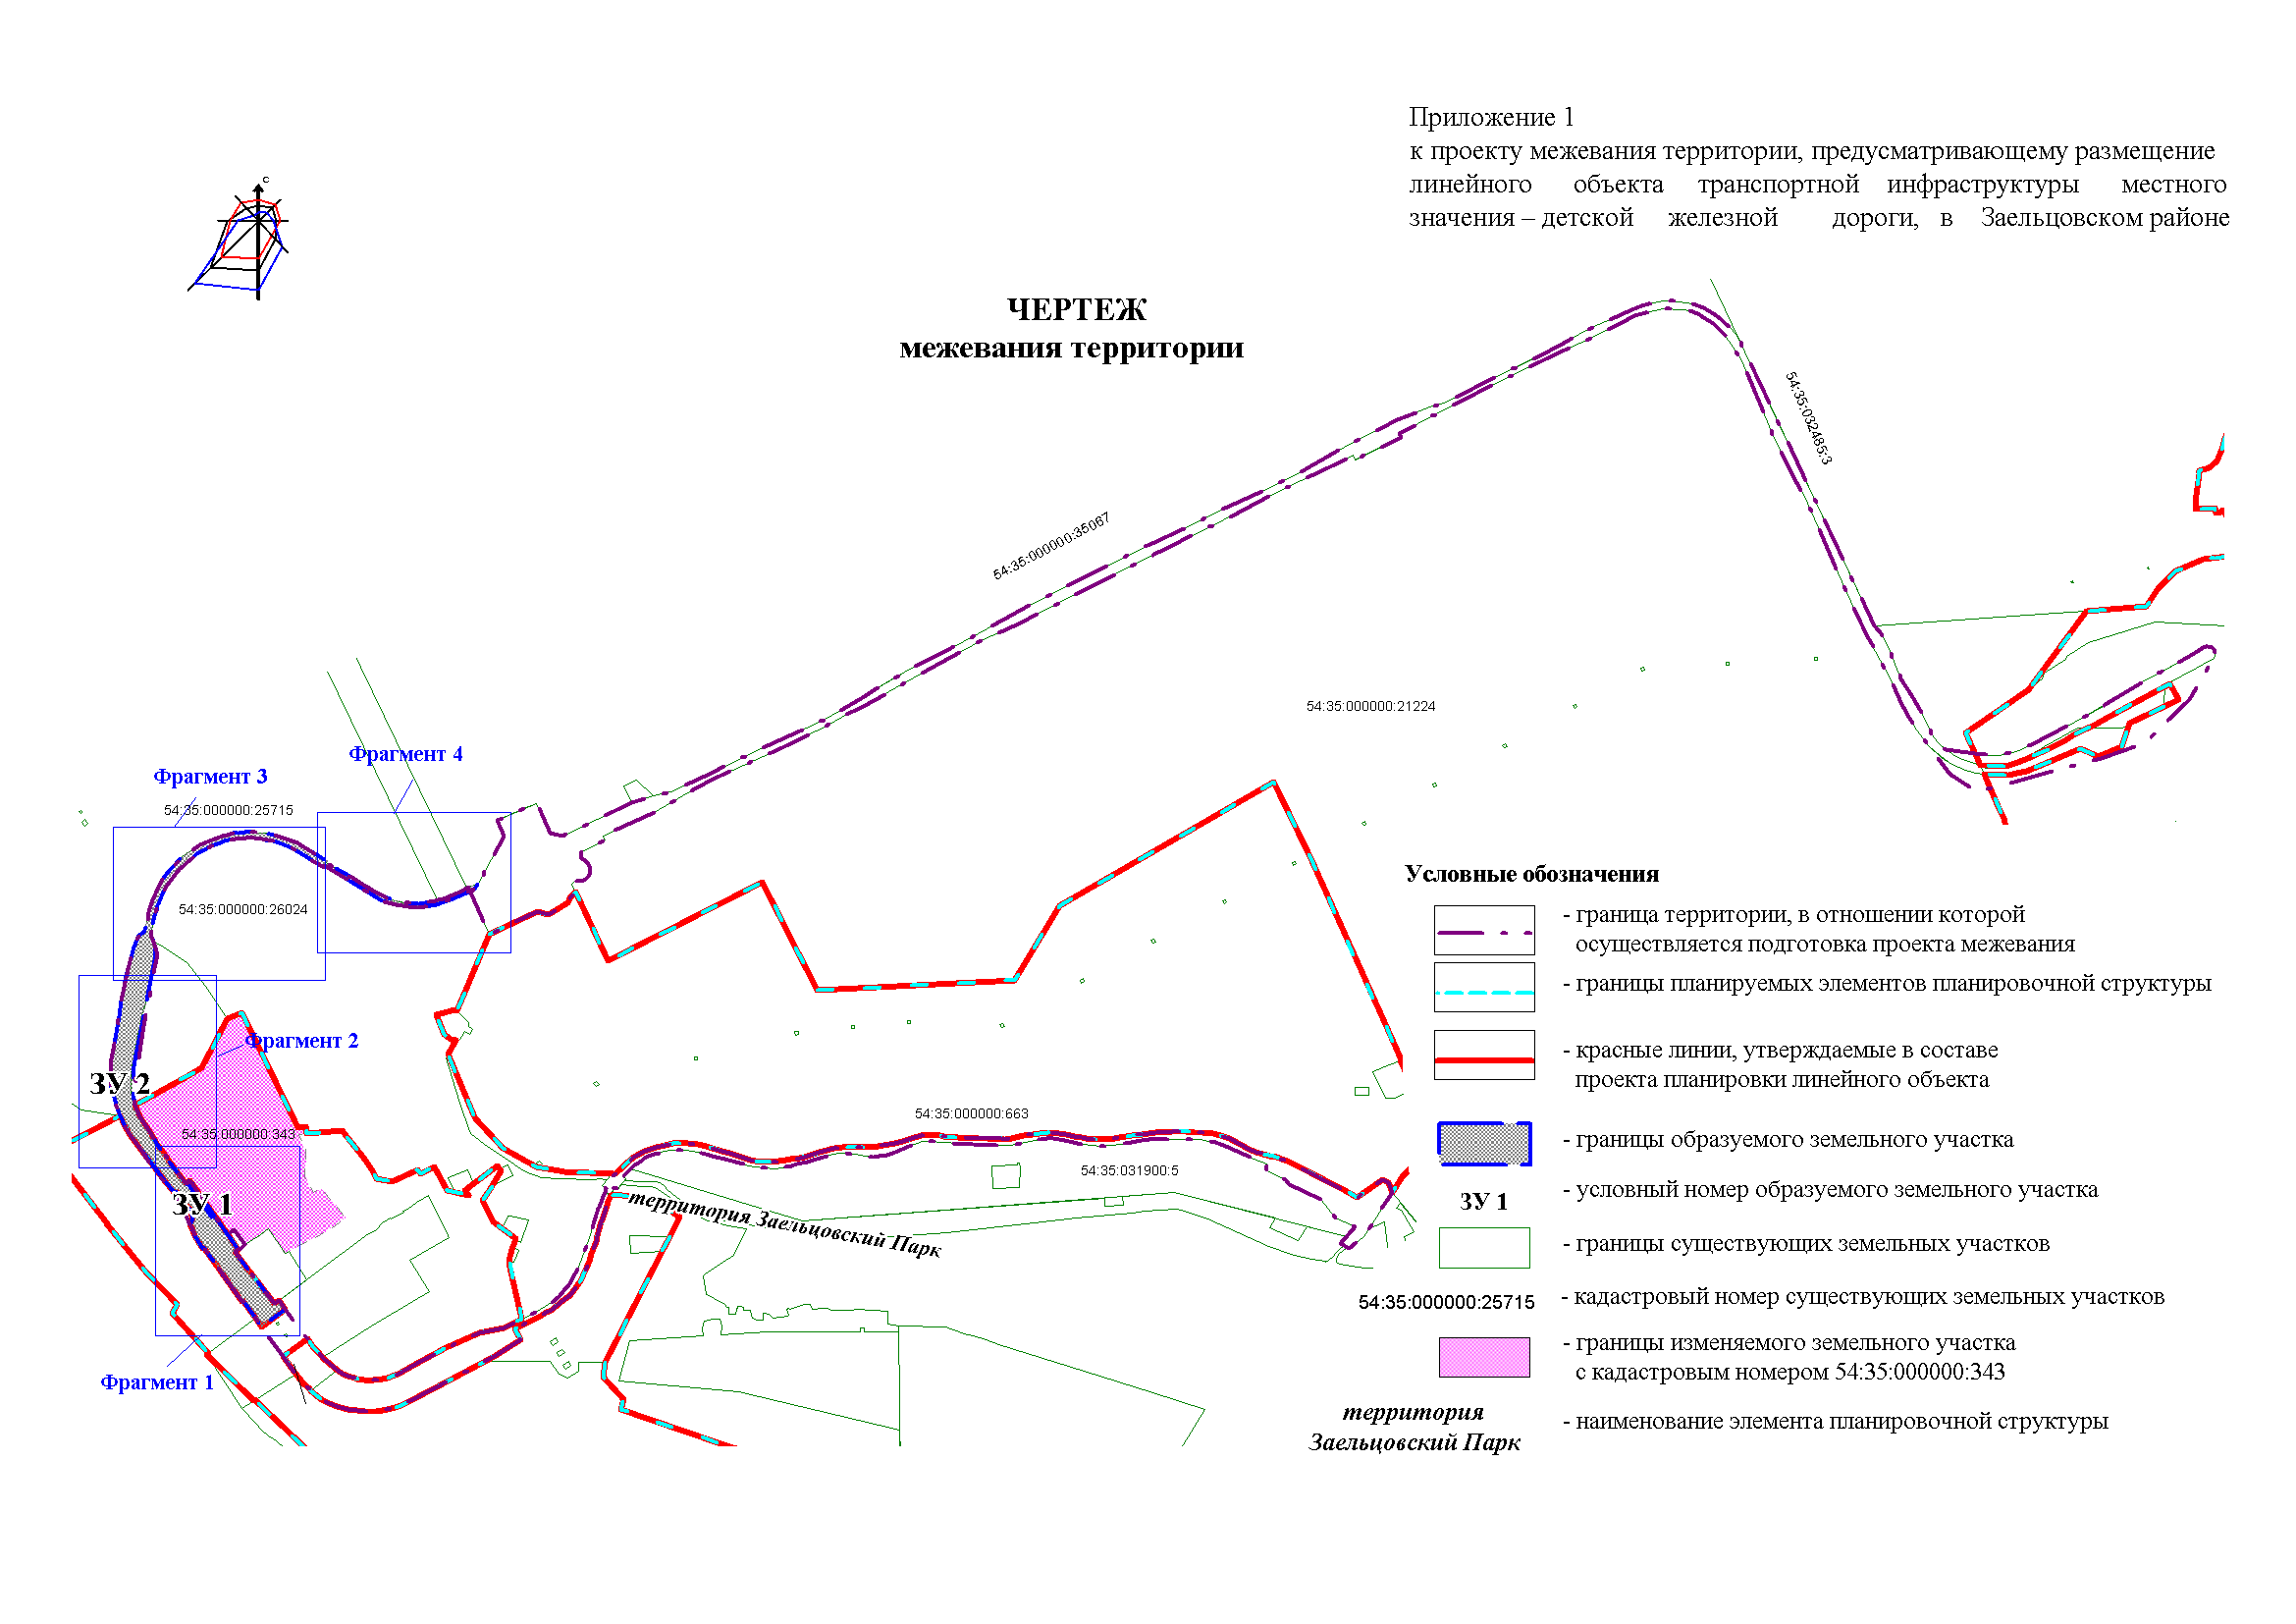 Приложение 1
к проекту межевания территории, предусматривающему размещение
линейного объекта транспортной инфраструктуры местного
значения – детской железной дороги, в Заельцовском районе
с
ЧЕРТЕЖ
межевания территории
54:35:032485:3
54:35:000000:35067
54:35:000000:21224
Фрагмент 4
Фрагмент 3
54:35:000000:25715
54:35:000000:26024
Фрагмент 2
ЗУ 2
54:35:000000:343
54:35:000000:663
54:35:031900:5
ЗУ 1
территория Заельцовский Парк
Фрагмент 1
Условные обозначения
- граница территории, в отношении которой
осуществляется подготовка проекта межевания
- границы планируемых элементов планировочной структуры
- красные линии, утверждаемые в составе
проекта планировки линейного объекта
- границы образуемого земельного участка
ЗУ 1 - условный номер образуемого земельного участка
- границы существующих земельных участков
54:35:000000:25715 - кадастровый номер существующих земельных участков
- границы изменяемого земельного участка
с кадастровым номером 54:35:000000:343
территория
Заельцовский Парк
- наименование элемента планировочной структуры